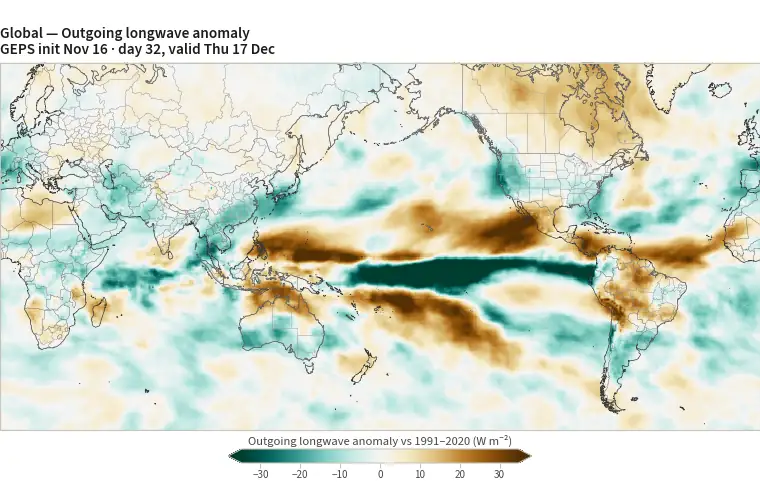 Global — Outgoing longwave anomaly
GEPS init Nov 16 · day 32, valid Thu 17 Dec
Outgoing longwave anomaly vs 1991–2020 (W m⁻²)
−30 −20 −10 0 10 20 30